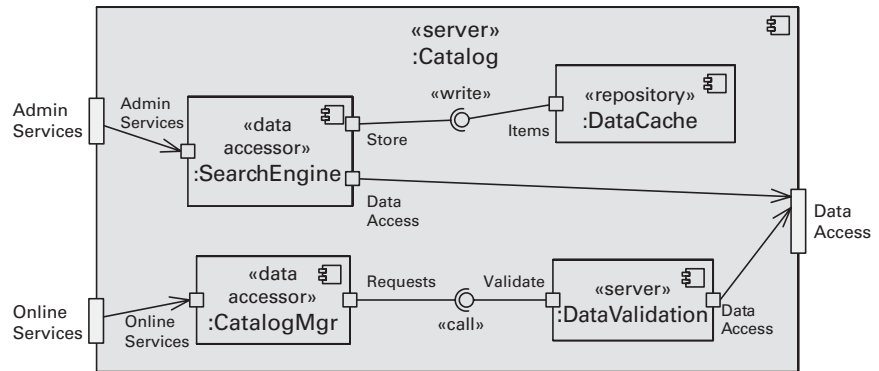 «server»
:Catalog
Admin
Services
Admin
Services
«data
accessor»
:SearchEngine
Store
«write»
Items
«repository»
:DataCache
Data
Access
Data
Access
Online
Services
Online
Services
«data
accessor»
:CatalogMgr
Requests
«call»
Validate
«server»
:DataValidation
Data
Access